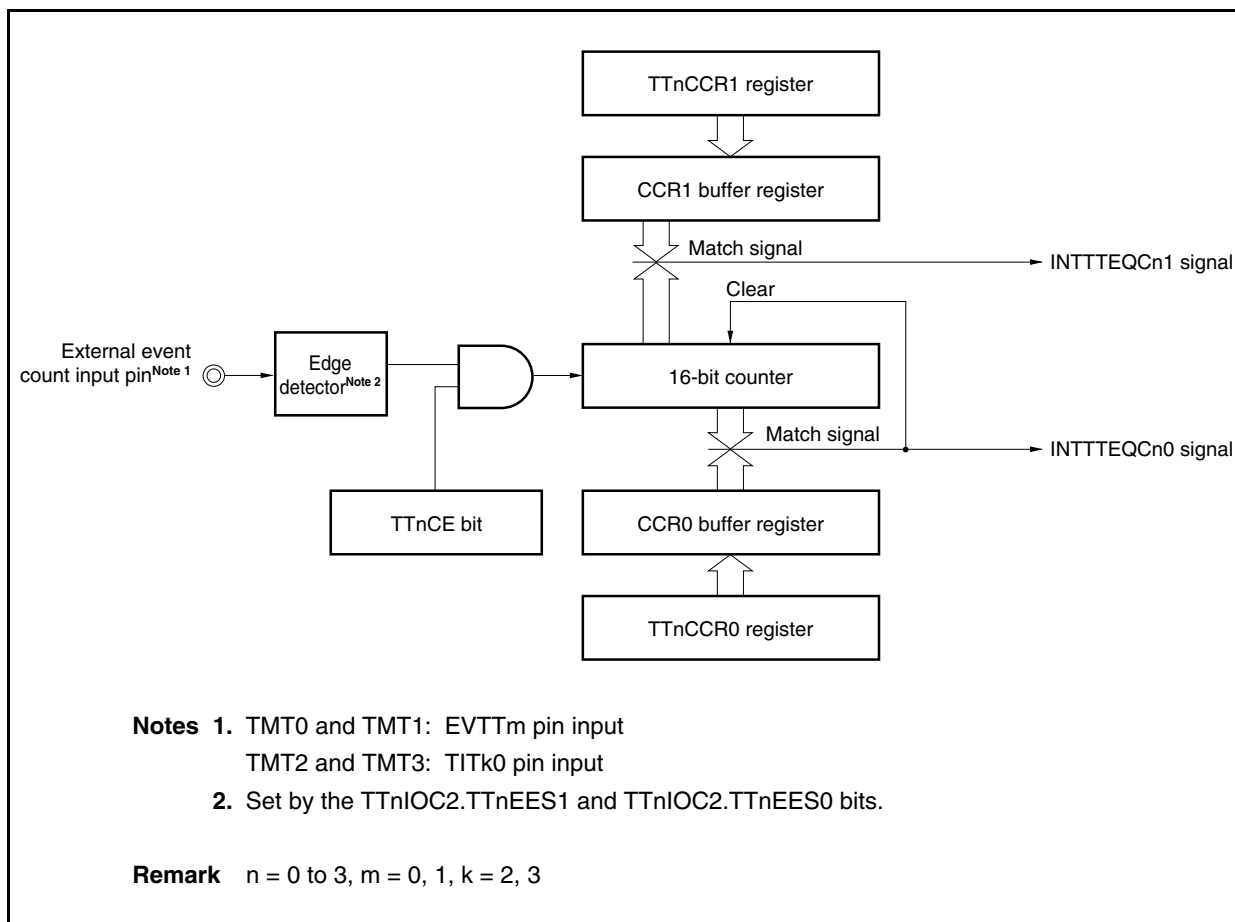 TTnCCR1 register
CCR1 buffer register
Match signal
INTTTEQCn1 signal
Clear
External event
count input pinNote 1
Edge
detectorNote 2
16-bit counter
Match signal
INTTTEQCn0 signal
TTnCE bit
CCR0 buffer register
TTnCCR0 register
Notes 1. TMT0 and TMT1: EVTTm pin input
TMT2 and TMT3: TITk0 pin input
2. Set by the TTnIOC2.TTnEES1 and TTnIOC2.TTnEES0 bits.
Remark n = 0 to 3, m = 0, 1, k = 2, 3